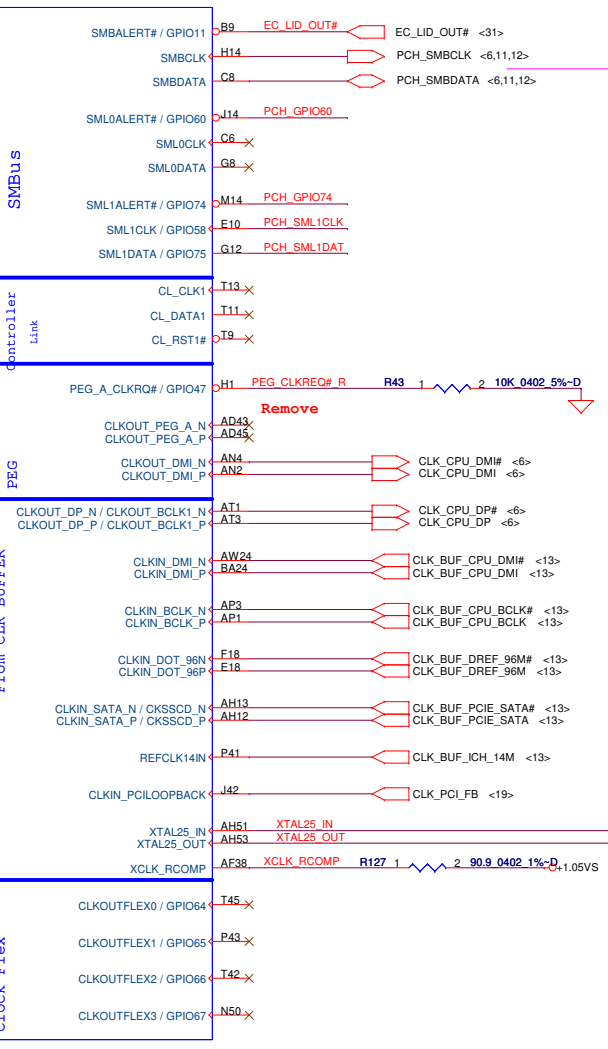 SMBus
SMBALERT# / GPIO11 B9 EC_LID_OUT# EC_LID_OUT# <31>
SMBCLK H14 PCH_SMBCLK <6,11,12>
SMBDATA C8 PCH_SMBDATA <6,11,12>
SML0ALERT# / GPIO60 J14 PCH_GPIO60
SML0CLK C6
SML0DATA G8
SML1ALERT# / GPIO74 M14 PCH_GPIO74
SML1CLK / GPIO58 E10 PCH_SML1CLK
SML1DATA / GPIO75 G12 PCH_SML1DAT
Controller
Link
CL_CLK1 T13
CL_DATA1 T11
CL_RST1# T9
PEG
PEG_A_CLKRQ# / GPIO47 H1 PEG_CLKREQ#_R R43 1 2 10K_0402_5%~D
Remove
CLKOUT_PEG_A_N AD43
CLKOUT_PEG_A_P AD45
CLKOUT_DMI_N AN4 CLK_CPU_DMI# <6>
CLKOUT_DMI_P AN2 CLK_CPU_DMI <6>
From CLK BUFFER
CLKOUT_DP_N / CLKOUT_BCLK1_N AT1 CLK_CPU_DP# <6>
CLKOUT_DP_P / CLKOUT_BCLK1_P AT3 CLK_CPU_DP <6>
CLKIN_DMI_N AW24 CLK_BUF_CPU_DMI# <13>
CLKIN_DMI_P BA24 CLK_BUF_CPU_DMI <13>
CLKIN_BCLK_N AP3 CLK_BUF_CPU_BCLK# <13>
CLKIN_BCLK_P AP1 CLK_BUF_CPU_BCLK <13>
CLKIN_DOT_96N F18 CLK_BUF_DREF_96M# <13>
CLKIN_DOT_96P E18 CLK_BUF_DREF_96M <13>
CLKIN_SATA_N / CKSSCD_N AH13 CLK_BUF_PCIE_SATA# <13>
CLKIN_SATA_P / CKSSCD_P AH12 CLK_BUF_PCIE_SATA <13>
REFCLK14IN P41 CLK_BUF_ICH_14M <13>
CLKIN_PCILOOPBACK J42 CLK_PCI_FB <19>
XTAL25_IN AH51 XTAL25_IN
XTAL25_OUT AH53 XTAL25_OUT
XCLK_RCOMP AF38 XCLK_RCOMP R127 1 2 90.9_0402_1%~D +1.05VS
Clock Flex
CLKOUTFLEX0 / GPIO64 T45
CLKOUTFLEX1 / GPIO65 P43
CLKOUTFLEX2 / GPIO66 T42
CLKOUTFLEX3 / GPIO67 N50